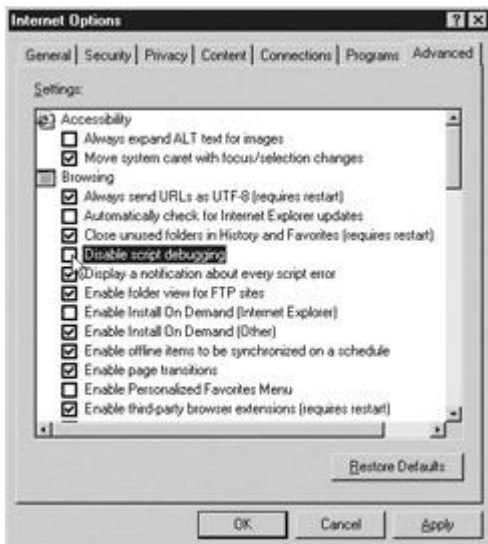 Internet Options
General Security Privacy Content Connections Programs Advanced
Settings:
Accessibility
Always expand ALT text for images
Move system caret with focus/selection changes
Browsing
Always send URLs as UTF-8 (requires restart)
Automatically check for Internet Explorer updates
Close unused folders in History and Favorites (requires restart)
Disable script debugging
Display a notification about every script error
Enable folder view for FTP sites
Enable Install On Demand (Internet Explorer)
Enable Install On Demand (Other)
Enable offline items to be synchronized on a schedule
Enable page transitions
Enable Personalized Favorites Menu
Enable third-party browser extensions (requires restart)
Restore Defaults
OK Cancel Apply